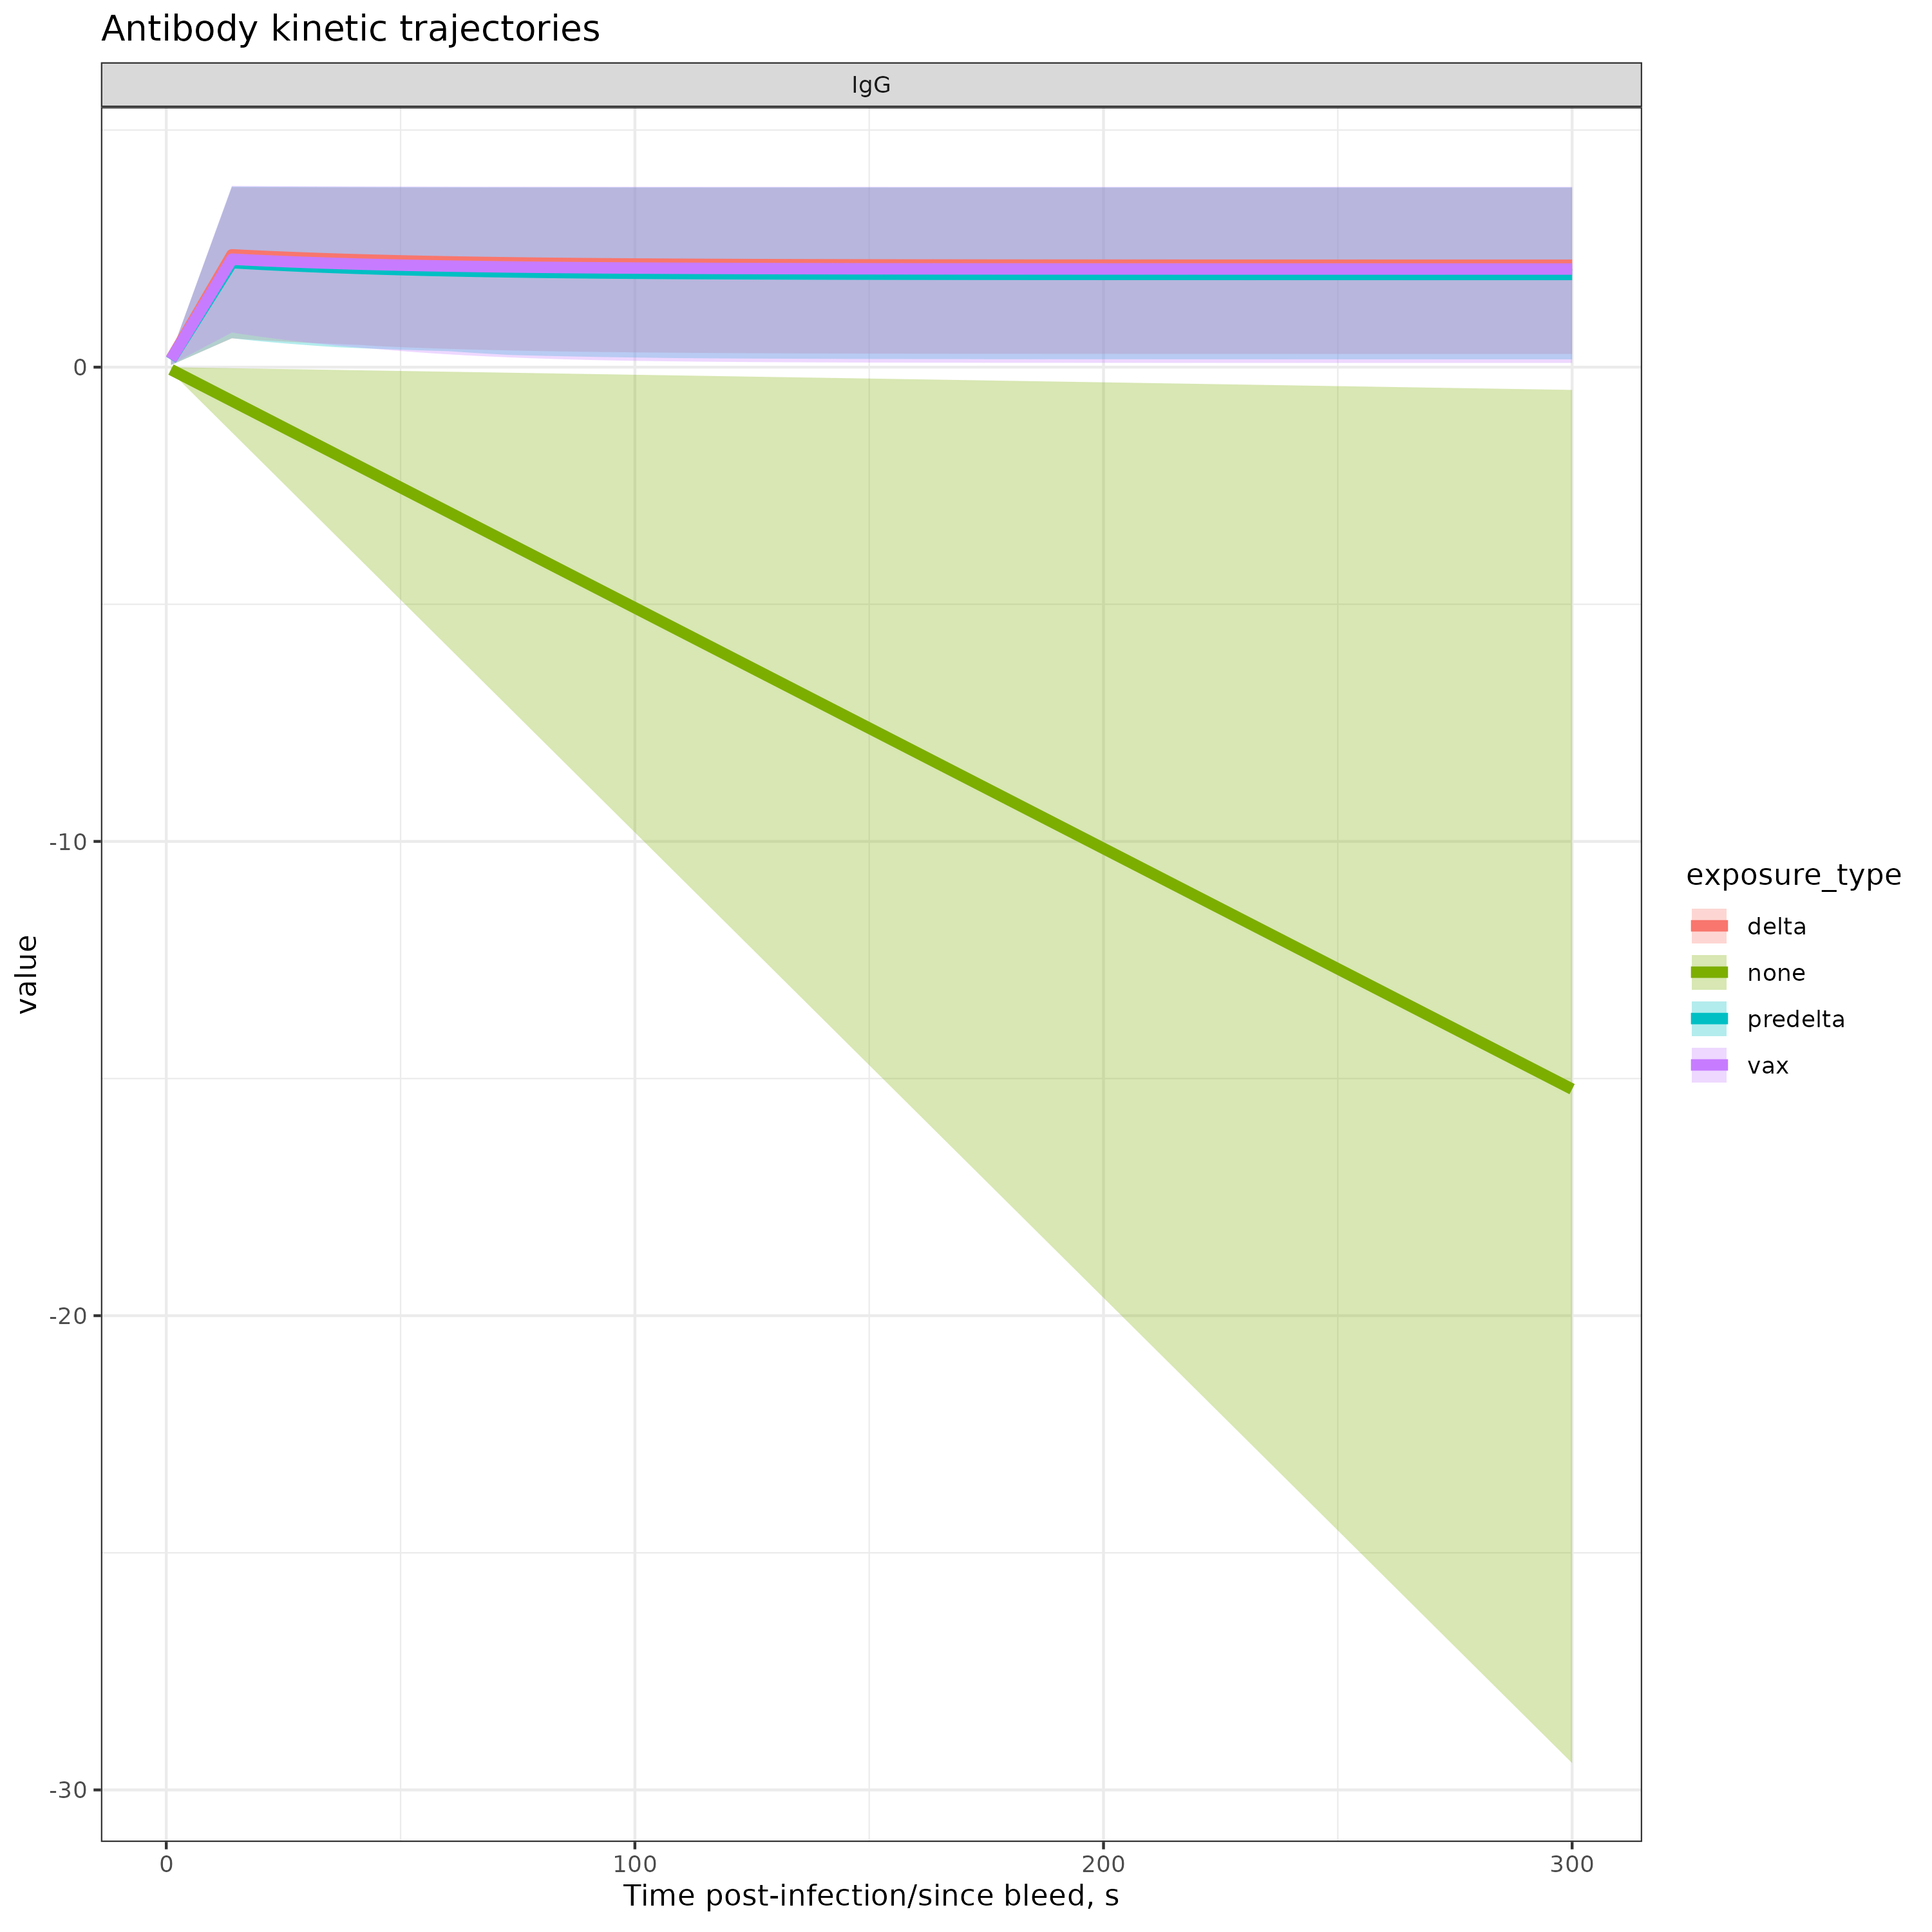 Antibody kinetic trajectories
IgG
0
-10
-20
-30
value
0
100
200
300
Time post-infection/since bleed, s
exposure_type
delta
none
predelta
vax